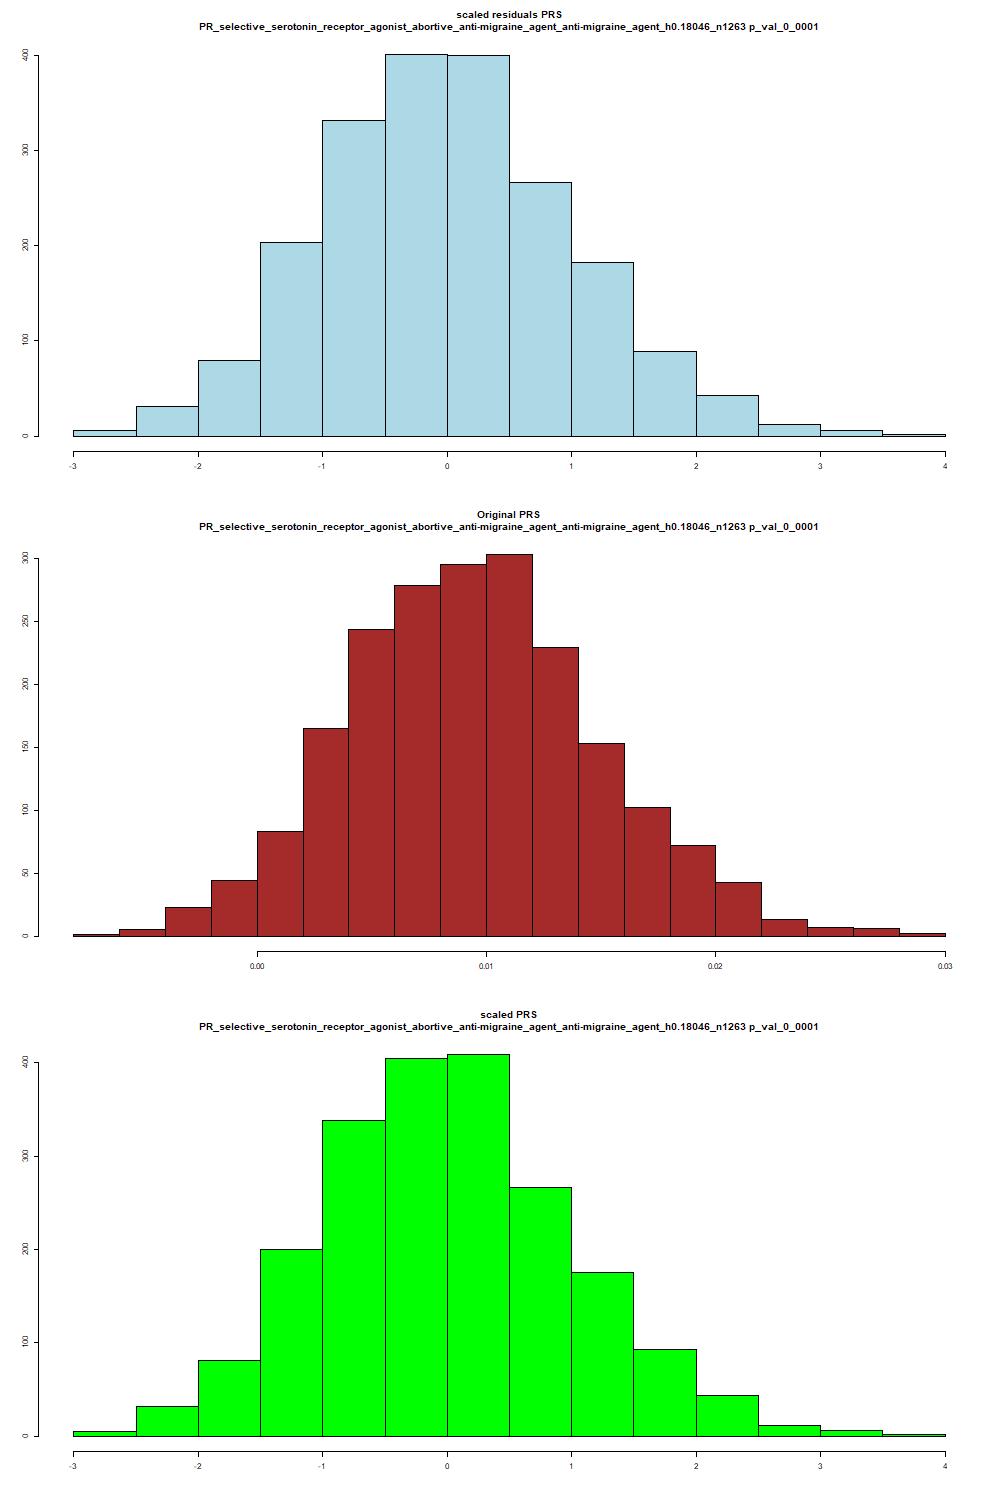 scaled residuals PRS
PR_selective_serotonin_receptor_agonist_abortive_anti-migraine_agent_anti-migraine_agent_h0.18046_n1263 p_val_0_0001
400
300
200
100
0
-3 -2 -1 0 1 2 3 4
Original PRS
PR_selective_serotonin_receptor_agonist_abortive_anti-migraine_agent_anti-migraine_agent_h0.18046_n1263 p_val_0_0001
300
250
200
150
100
50
0
0.00 0.01 0.02 0.03
scaled PRS
PR_selective_serotonin_receptor_agonist_abortive_anti-migraine_agent_anti-migraine_agent_h0.18046_n1263 p_val_0_0001
400
300
200
100
0
-3 -2 -1 0 1 2 3 4